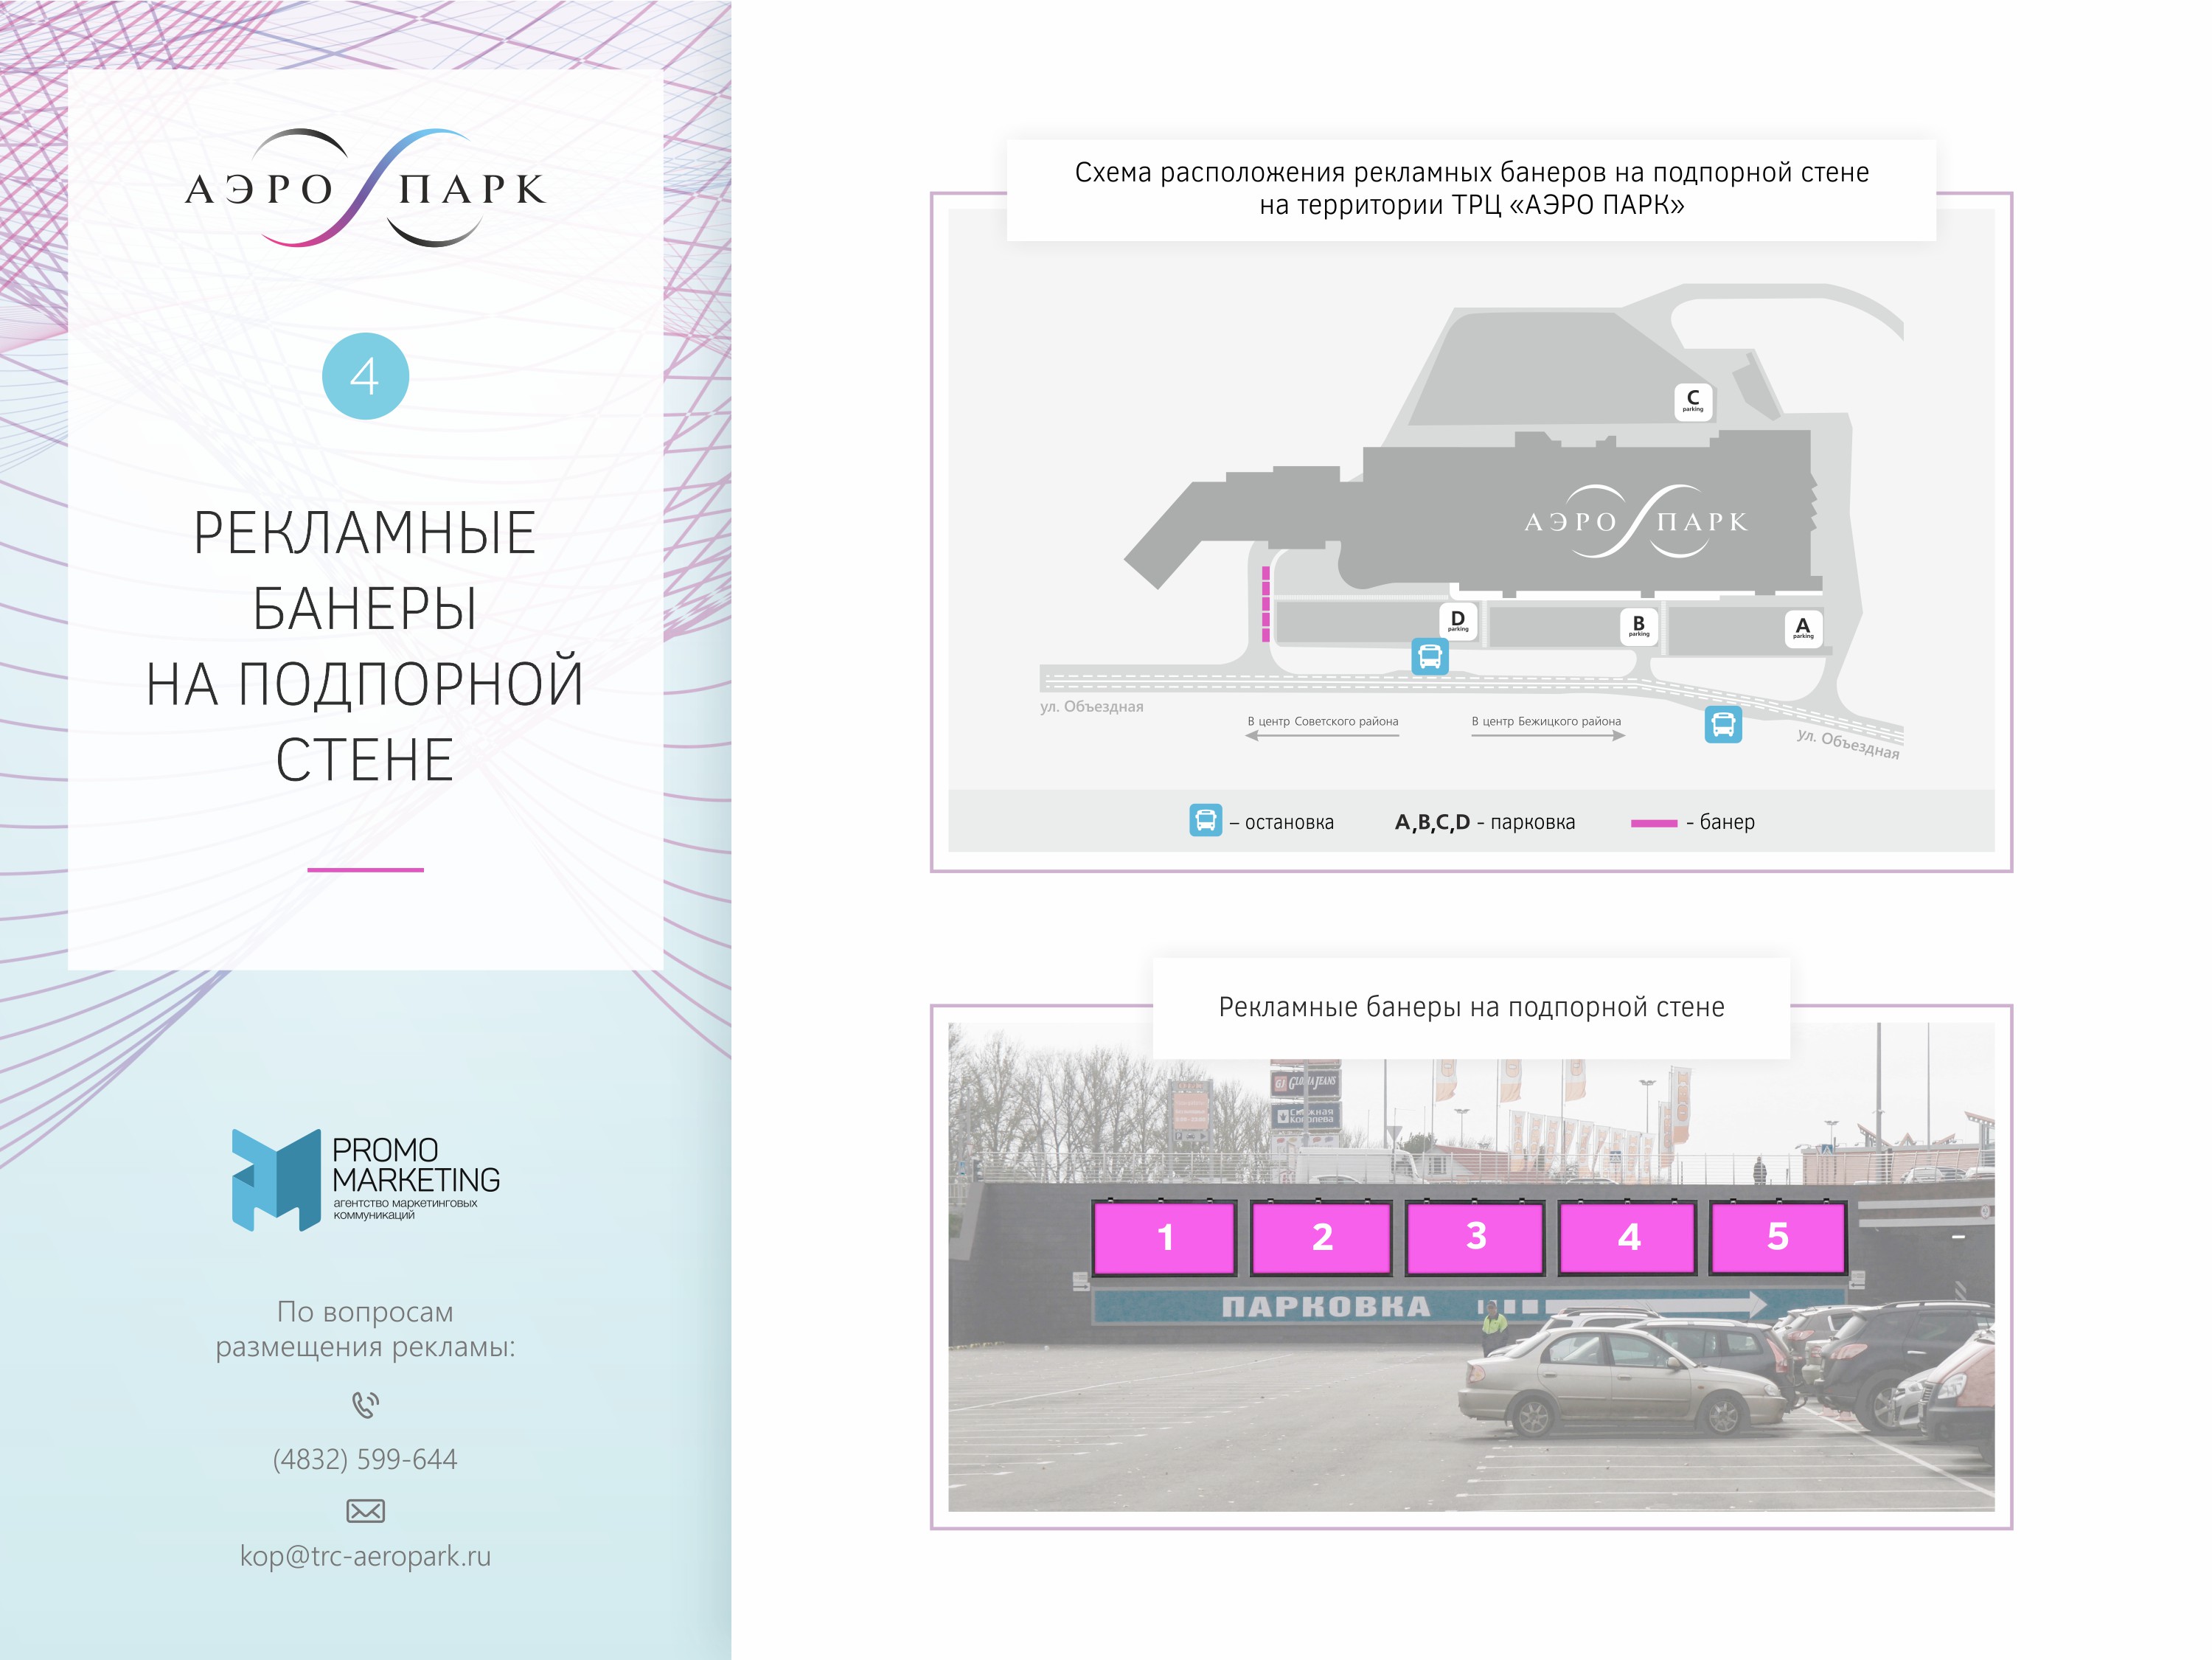 АЭРО ПАРК
4
РЕКЛАМНЫЕ
БАНЕРЫ
НА ПОДПОРНОЙ
СТЕНЕ
PROMO
MARKETING
агентство маркетинговых
коммуникаций
По вопросам
размещения рекламы:
(4832) 599-644
kop@trc-aeropark.ru
Схема расположения рекламных банеров на подпорной стене
на территории ТРЦ «АЭРО ПАРК»
C
parking
АЭРО ПАРК
D
parking
B
parking
A
parking
ул. Объездная
В центр Советского района
В центр Бежицкого района
ул. Объездная
– остановка
A,B,C,D - парковка
- банер
Рекламные банеры на подпорной стене
GJ GLORIA JEANS
Снежная
королева
1
2
3
4
5
ПАРКОВКА